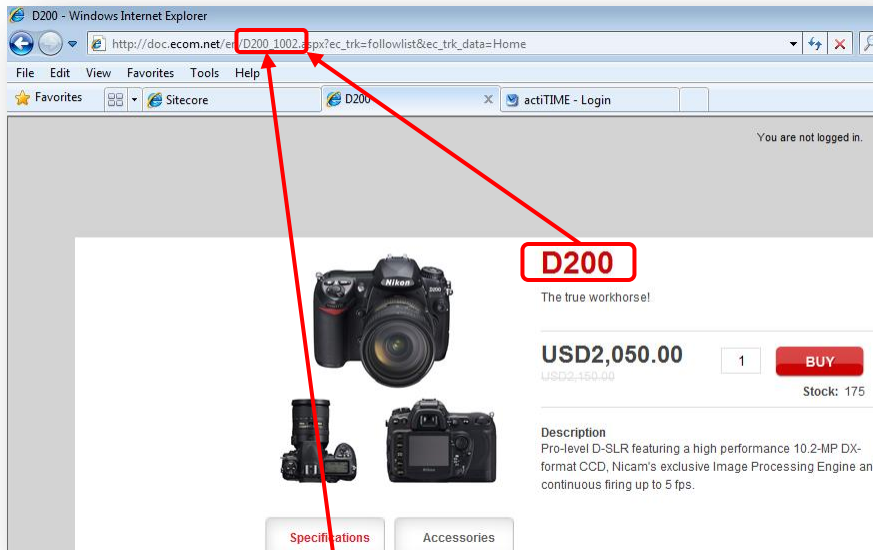 D200 - Windows Internet Explorer
http://doc.ecom.net/en/D200_1002.aspx?ec_trk=followlist&ec_trk_data=Home
File Edit View Favorites Tools Help
Favorites Sitecore D200 actiTIME - Login
You are not logged in.
D200
The true workhorse!
Nikon
D200
USD2,050.00 1 BUY
USD2,150.00
Stock: 175
Description
Pro-level D-SLR featuring a high performance 10.2-MP DX-
format CCD, Nicam's exclusive Image Processing Engine an
continuous firing up to 5 fps.
Nikon
Specifications Accessories